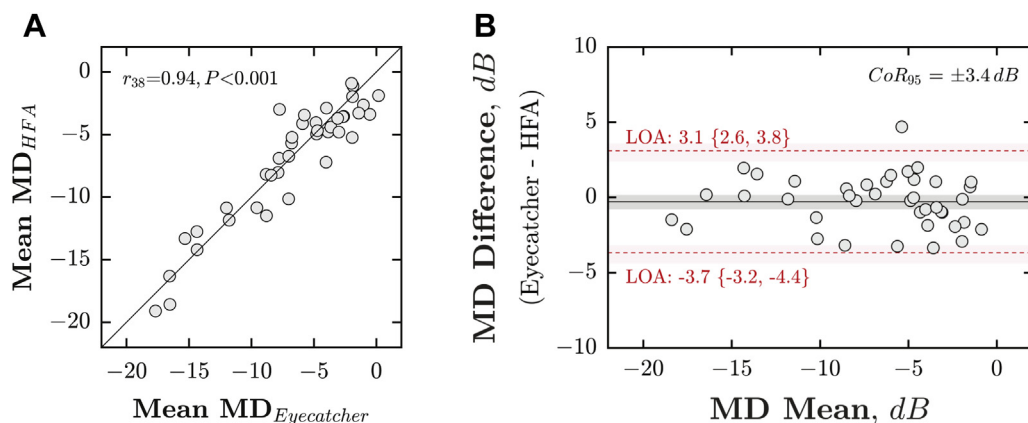 A
r38=0.94, P<0.001
0
−5
−10
−15
−20
Mean MD_HFA
−20 −15 −10 −5 0
Mean MD_Eyecatcher
B
CoR95 = ±3.4 dB
LOA: 3.1 {2.6, 3.8}
LOA: -3.7 {-3.2, -4.4}
10
5
0
−5
−10
MD Difference, dB
(Eyecatcher - HFA)
−20 −15 −10 −5 0
MD Mean, dB